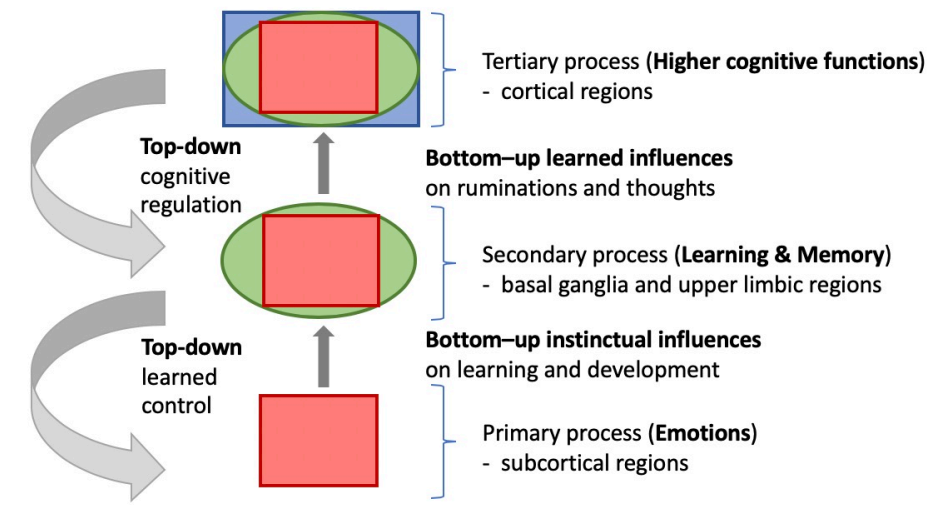 Tertiary process (Higher cognitive functions)
- cortical regions
Top-down
cognitive
regulation
Bottom–up learned influences
on ruminations and thoughts
Secondary process (Learning & Memory)
- basal ganglia and upper limbic regions
Top-down
learned
control
Bottom–up instinctual influences
on learning and development
Primary process (Emotions)
- subcortical regions